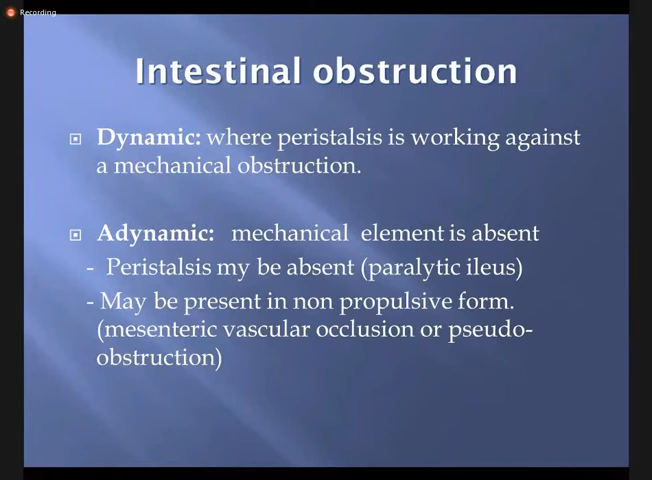 Recording
Intestinal obstruction
Dynamic: where peristalsis is working against
a mechanical obstruction.
Adynamic: mechanical element is absent
- Peristalsis my be absent (paralytic ileus)
- May be present in non propulsive form.
(mesenteric vascular occlusion or pseudo-
obstruction)